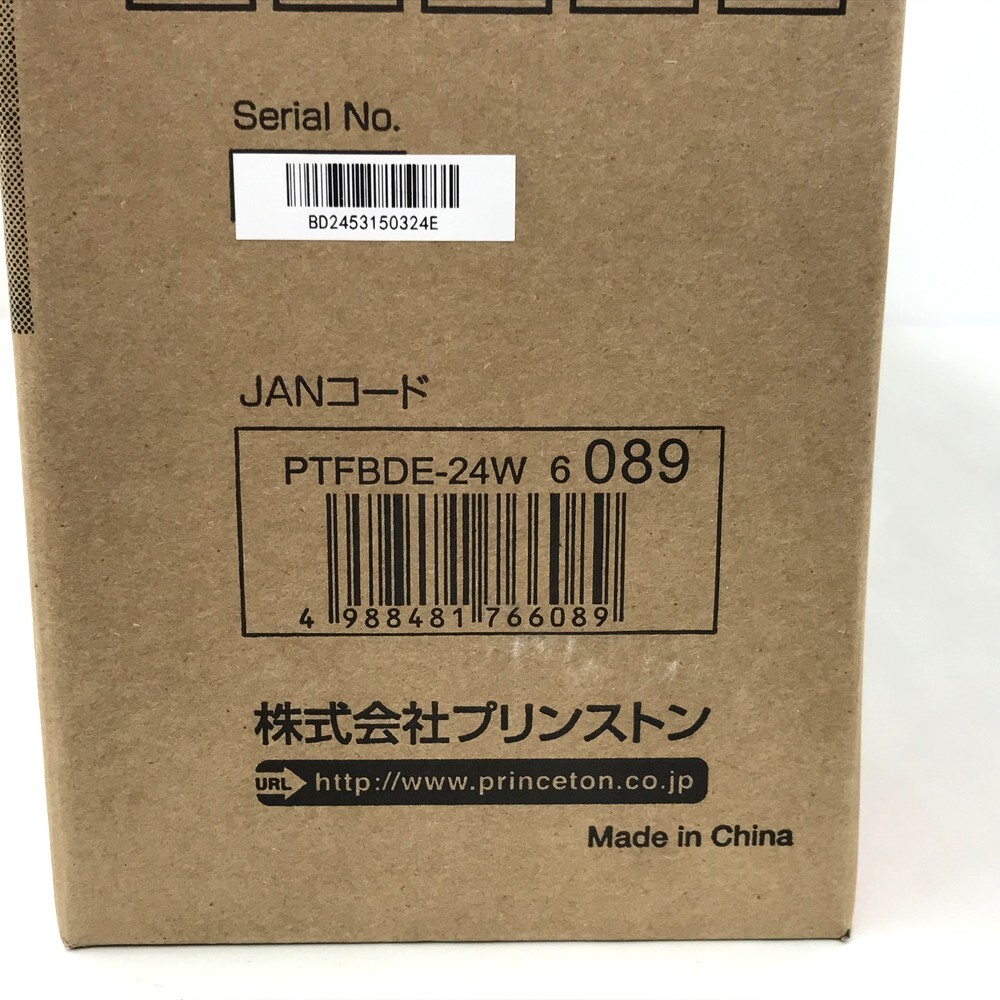 Serial No.
BD2453150324E
JANコード
PTFBDE-24W 6 089
4 988481 766089
株式会社プリンストン
URL http://www.princeton.co.jp
Made in China